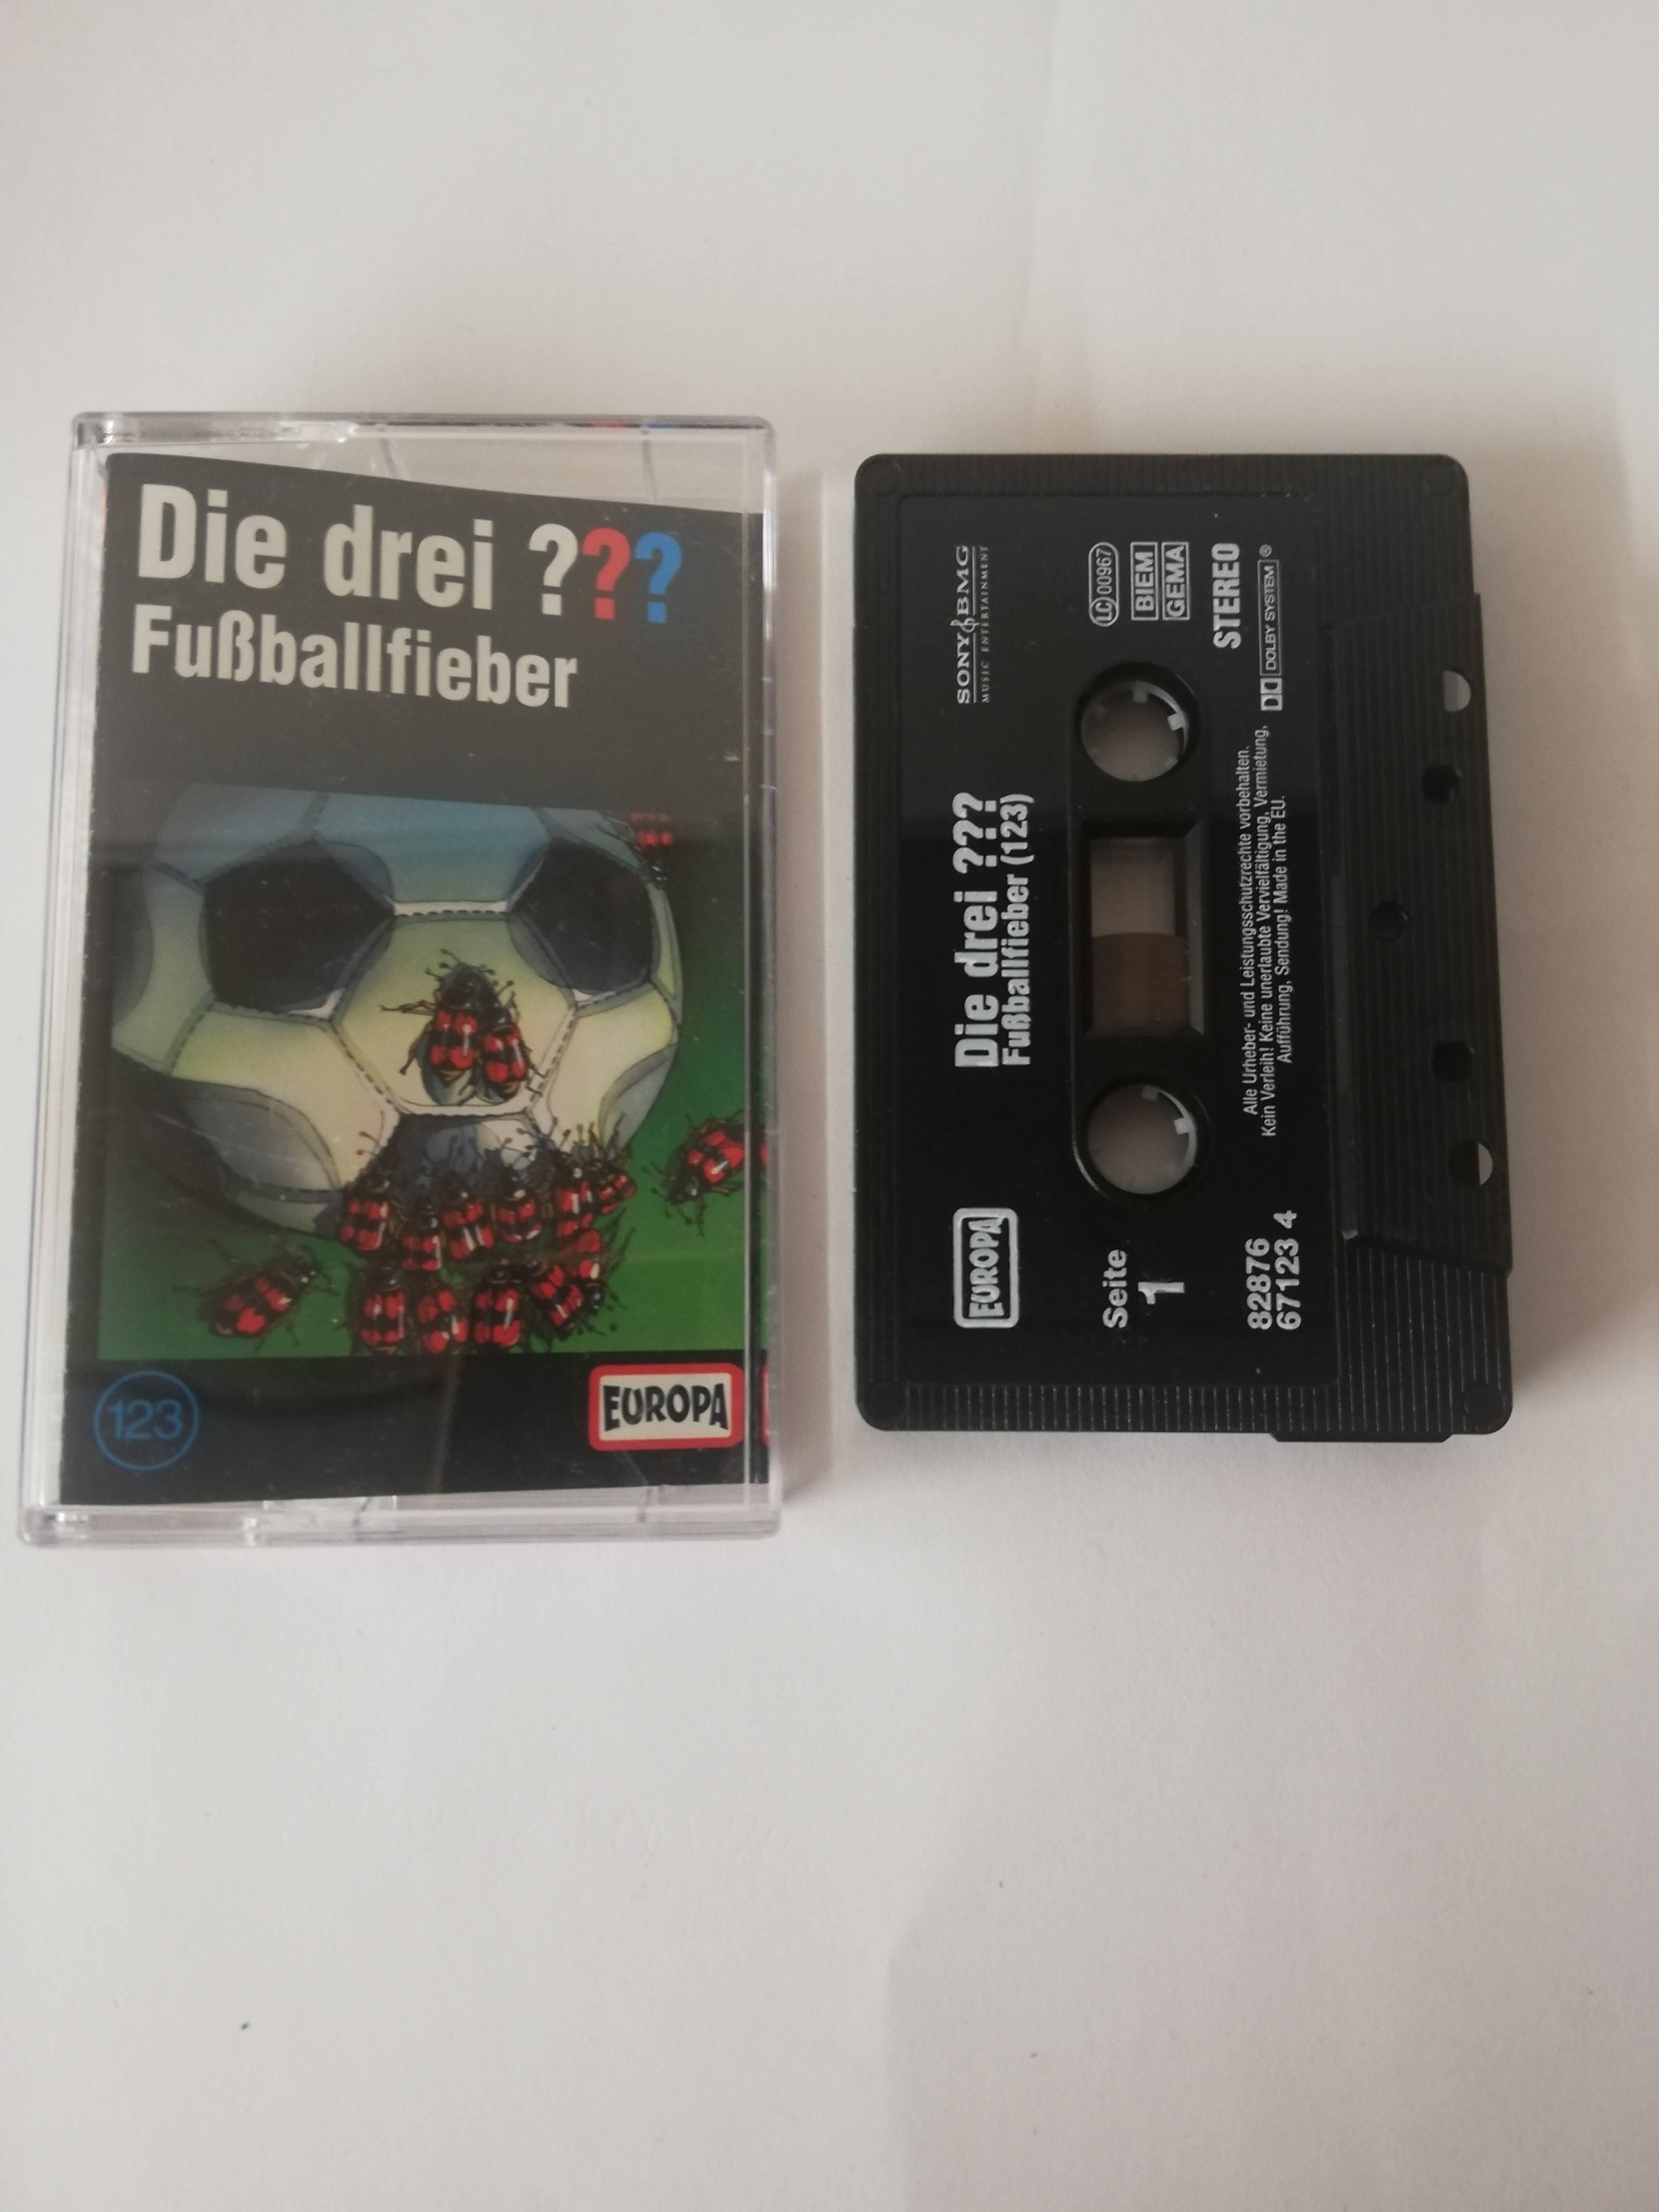 Die drei ???
Fußballfieber
123
EUROPA
EUROPA
Die drei ???
Fußballfieber (123)
SONY BMG
MUSIC ENTERTAINMENT
Seite
1
LC 00967
BIEM
GEMA
STEREO
DOLBY SYSTEM ®
82876
67123 4
Alle Urheber- und Leistungsschutzrechte vorbehalten.
Kein Verleih! Keine unerlaubte Vervielfältigung, Vermietung,
Aufführung, Sendung! Made in the EU.